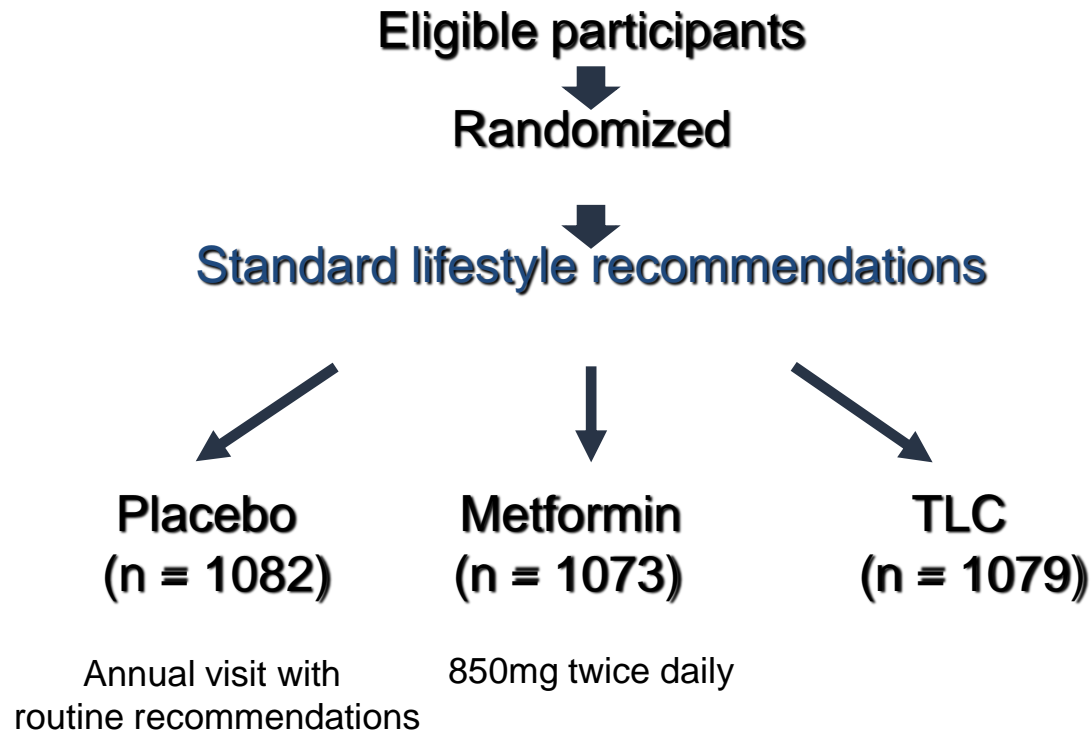 Eligible participants
Randomized
Standard lifestyle recommendations
Placebo
(n = 1082)
Metformin
(n = 1073)
TLC
(n = 1079)
Annual visit with
routine recommendations
850mg twice daily